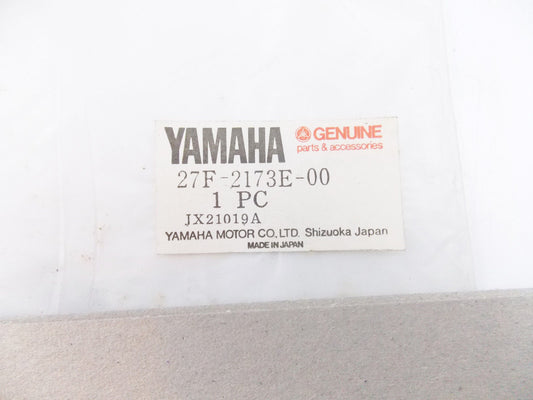 YAMAHA GENUINE
parts & accessories
27F-2173E-00
1 PC
JX21019A
YAMAHA MOTOR CO., LTD. Shizuoka Japan
MADE IN JAPAN